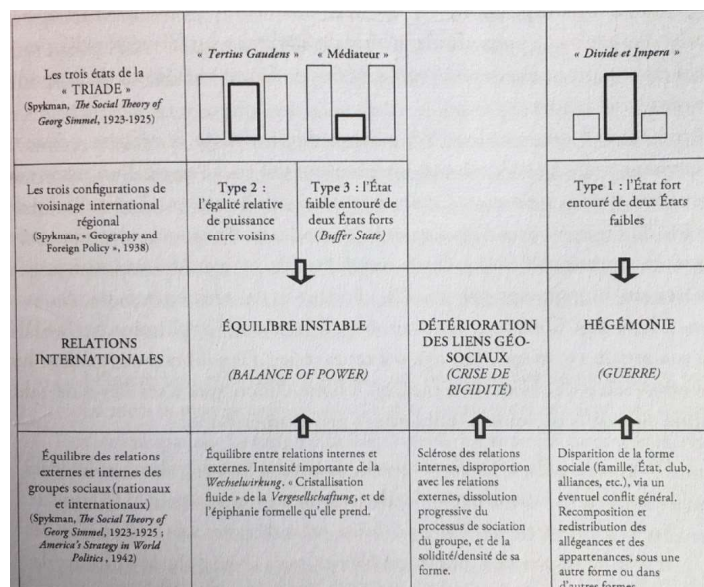 Les trois états de la
« TRIADE »
(Spykman, The Social Theory of
Georg Simmel, 1923-1925)
« Tertius Gaudens »
« Médiateur »
« Divide et Impera »
Les trois configurations de
voisinage international
régional
(Spykman, « Geography and
Foreign Policy », 1938)
Type 2 :
l'égalité relative
de puissance
entre voisins
Type 3 : l'État
faible entouré de
deux États forts
(Buffer State)
Type 1 : l'État fort
entouré de deux États
faibles
RELATIONS
INTERNATIONALES
ÉQUILIBRE INSTABLE
(BALANCE OF POWER)
DÉTÉRIORATION
DES LIENS GÉO-
SOCIAUX
(CRISE DE
RIGIDITÉ)
HÉGÉMONIE
(GUERRE)
Équilibre des relations
externes et internes des
groupes sociaux (nationaux
et internationaux)
(Spykman, The Social Theory of
Georg Simmel, 1923-1925 ;
America's Strategy in World
Politics, 1942)
Équilibre entre relations internes et
externes. Intensité importante de la
Wechselwirkung. « Cristallisation
fluide » de la Vergesellschaftung, et de
l'épiphanie formelle qu'elle prend.
Sclérose des relations
internes, disproportion
avec les relations
externes, dissolution
progressive du
processus de sociation
du groupe, et de la
solidité/densité de sa
forme.
Disparition de la forme
sociale (famille, État, club,
alliances, etc.), via un
éventuel conflit général.
Recomposition et
redistribution des
allégeances et des
appartenances, sous une
autre forme ou dans
d'autres formes